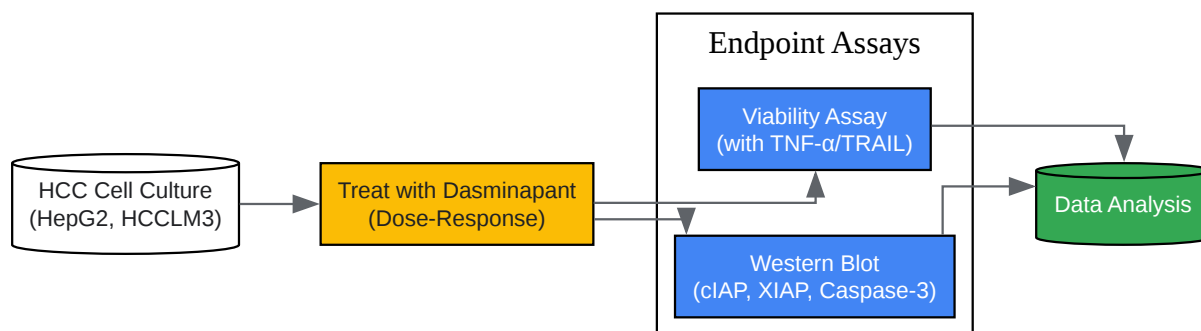 Endpoint Assays
HCC Cell Culture
(HepG2, HCCLM3)
Treat with Dasminapant
(Dose-Response)
Viability Assay
(with TNF-α/TRAIL)
Western Blot
(cIAP, XIAP, Caspase-3)
Data Analysis